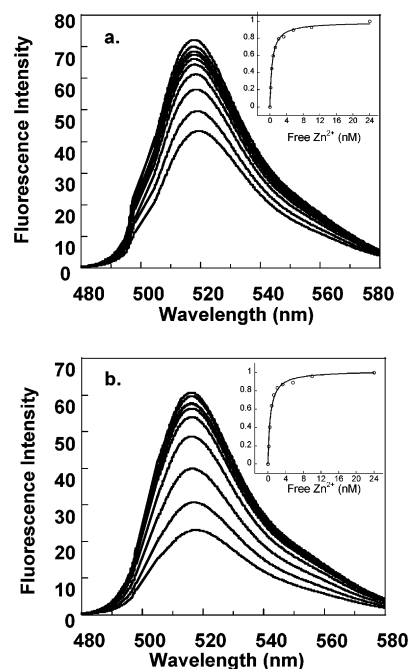 a.
Fluorescence Intensity
80
70
60
50
40
30
20
10
0
480 500 520 540 560 580
Wavelength (nm)
1
0.8
0.6
0.4
0.2
0
0 4 8 12 16 20 24
Free Zn2+ (nM)
b.
Fluorescence Intensity
70
60
50
40
30
20
10
0
480 500 520 540 560 580
Wavelength (nm)
1
0.8
0.6
0.4
0.2
0
0 4 8 12 16 20 24
Free Zn2+ (nM)